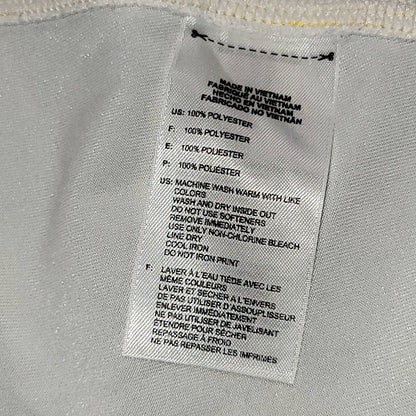 MADE IN VIETNAM
FABRIQUE AU VIETNAM
HECHO EN VIETNAM
FABRICADO NO VIETNÃN
US: 100% POLYESTER
F: 100% POLYESTER
E: 100% POLIESTER
P: 100% POLIÉSTER
US: MACHINE WASH WARM WITH LIKE
COLORS
WASH AND DRY INSIDE OUT
DO NOT USE SOFTENERS
REMOVE IMMEDIATELY
USE ONLY NON-CHLORINE BLEACH
LINE DRY
COOL IRON
DO NOT IRON PRINT
F: LAVER À L'EAU TIÈDE AVEC LES
MÊME COULEURS
LAVER ET SÉCHER À L'ENVERS
NE PAS UTILISER D'ASSOUPLISSEUR
ENLEVER IMMÉDIATEMENT
NE PAS UTILISER DE JAVELISANT
ÉTENDRE POUR SÉCHER
REPASSAGE À FROID
NE PAS REPASSER LES IMPRIMÉS